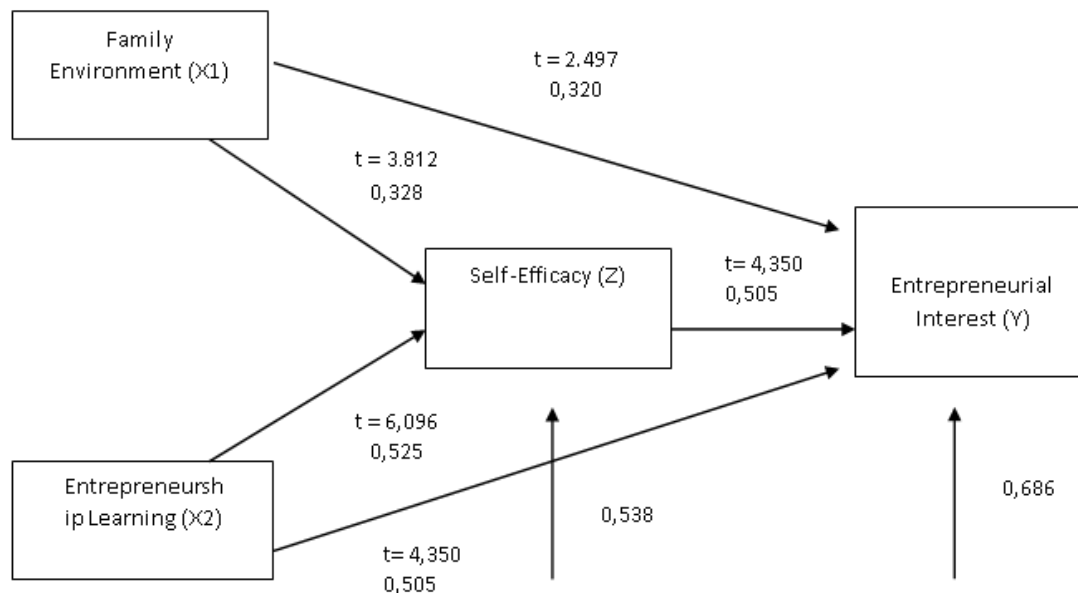 Family
Environment (X1)
t = 2.497
0,320
t = 3.812
0,328
Self-Efficacy (Z)
t= 4,350
0,505
Entrepreneurial
Interest (Y)
t = 6,096
0,525
Entrepreneursh
ip Learning (X2)
0,538
0,686
t= 4,350
0,505